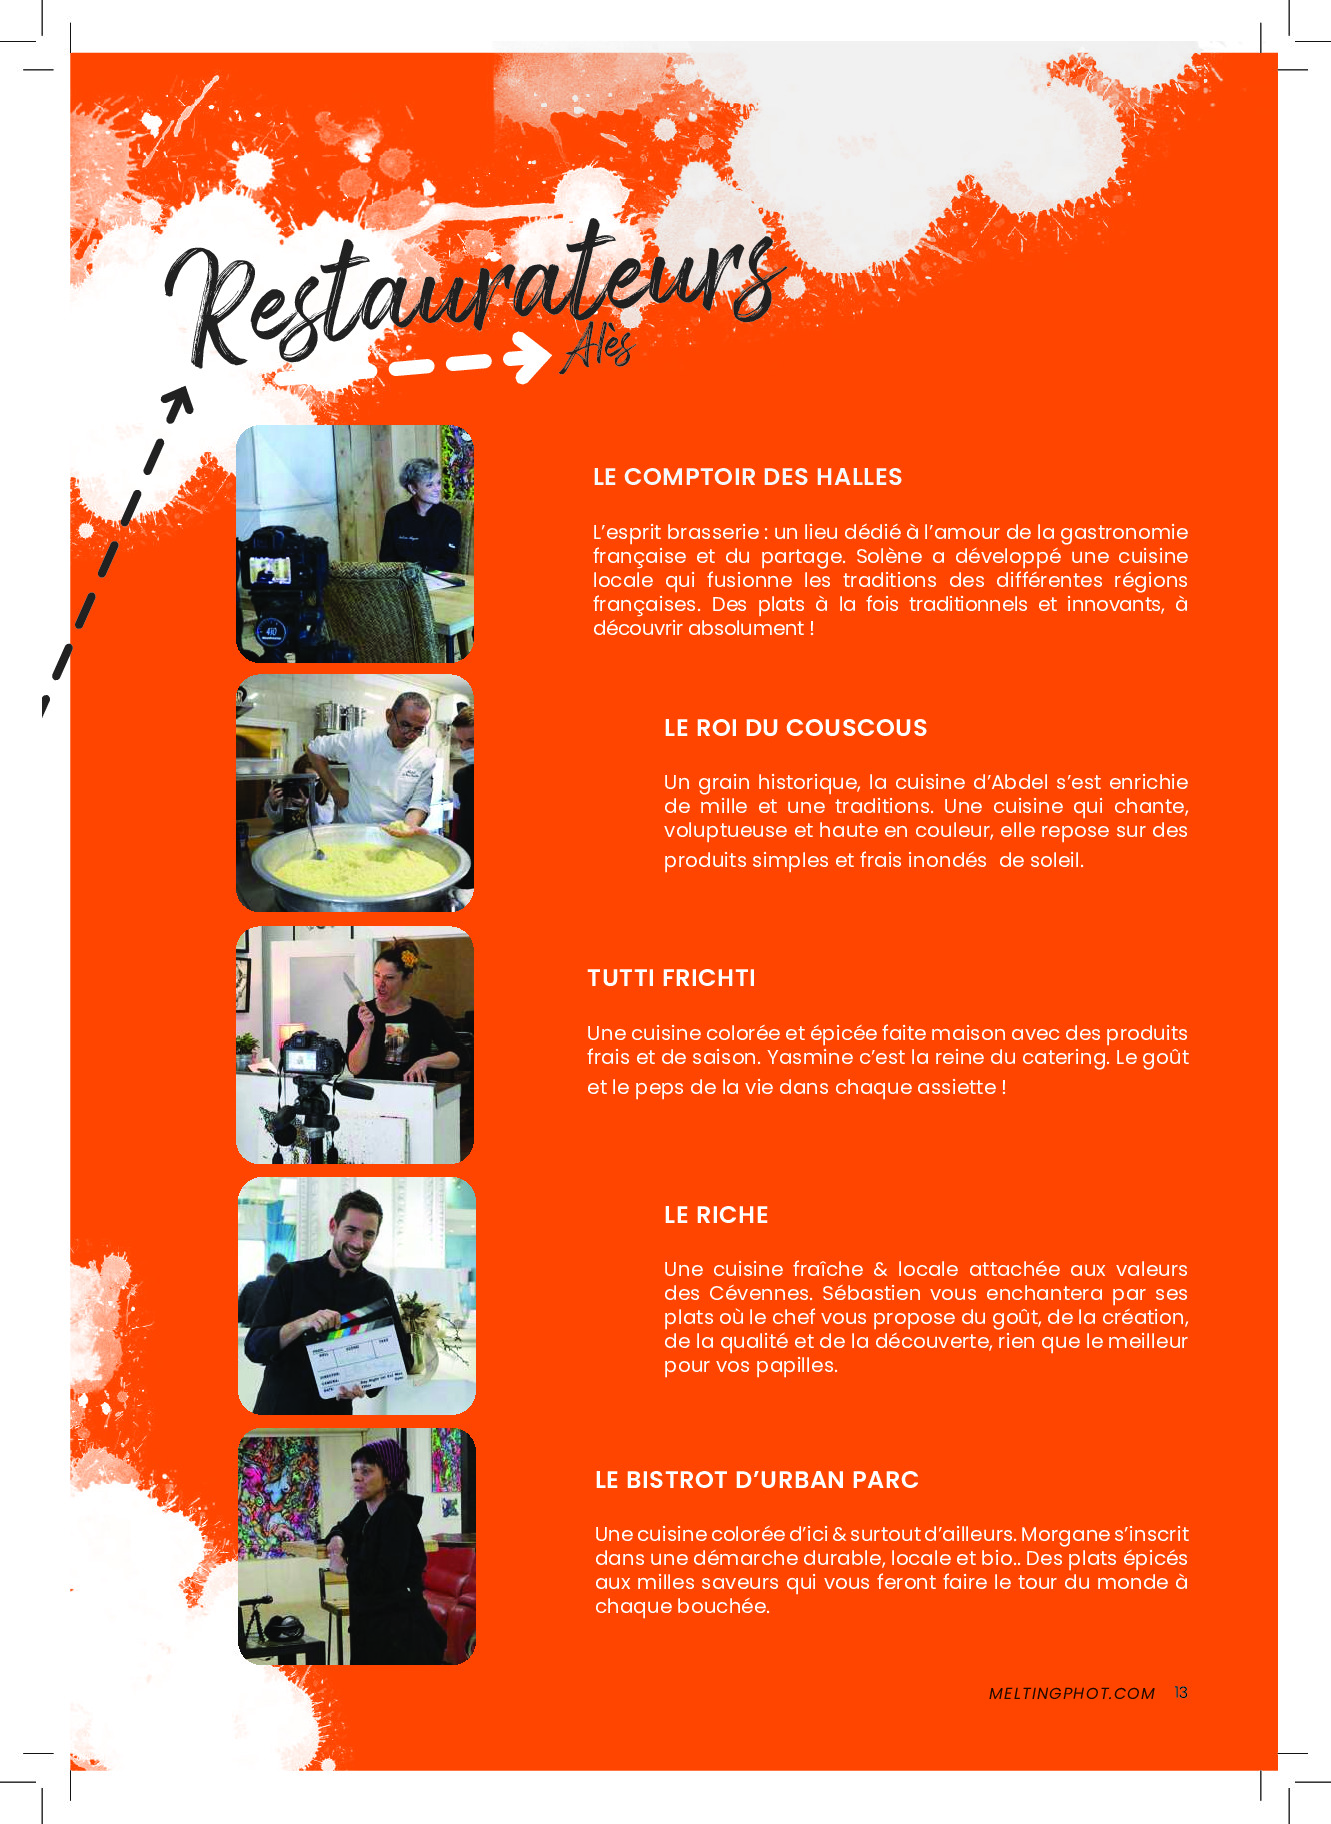 Restaurateurs
Alès
LE COMPTOIR DES HALLES
L’esprit brasserie : un lieu dédié à l’amour de la gastronomie
française et du partage. Solène a développé une cuisine
locale qui fusionne les traditions des différentes régions
françaises. Des plats à la fois traditionnels et innovants, à
découvrir absolument !
LE ROI DU COUSCOUS
Un grain historique, la cuisine d’Abdel s’est enrichie
de mille et une traditions. Une cuisine qui chante,
voluptueuse et haute en couleur, elle repose sur des
produits simples et frais inondés de soleil.
TUTTI FRICHTI
Une cuisine colorée et épicée faite maison avec des produits
frais et de saison. Yasmine c’est la reine du catering. Le goût
et le peps de la vie dans chaque assiette !
LE RICHE
Une cuisine fraîche & locale attachée aux valeurs
des Cévennes. Sébastien vous enchantera par ses
plats où le chef vous propose du goût, de la création,
de la qualité et de la découverte, rien que le meilleur
pour vos papilles.
LE BISTROT D’URBAN PARC
Une cuisine colorée d’ici & surtout d’ailleurs. Morgane s’inscrit
dans une démarche durable, locale et bio.. Des plats épicés
aux milles saveurs qui vous feront faire le tour du monde à
chaque bouchée.
MELTINGPHOT.COM 13